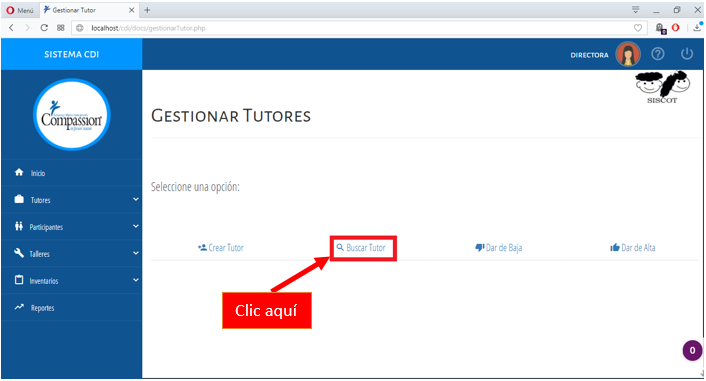 Menú
Gestionar Tutor
localhost/cdi/docs/gestionarTutor.php
SISTEMA CDI
DIRECTORA
SISCOT
Compassion
GESTIONAR TUTORES
Inicio
Tutores
Participantes
Talleres
Inventarios
Reportes
Seleccione una opción:
Crear Tutor
Buscar Tutor
Dar de Baja
Dar de Alta
Clic aquí
0